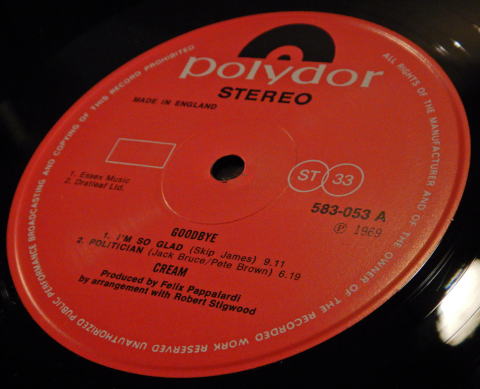 polydor
STEREO
MADE IN ENGLAND
1. Essex Music
2. Dratleaf Ltd.
ST 33
583-053 A
Ⓟ 1969
GOODBYE
1. I'M SO GLAD (Skip James) 9.11
2. POLITICIAN (Jack Bruce/Pete Brown) 6.19
CREAM
Produced by Felix Pappalardi
by arrangement with Robert Stigwood
ALL RIGHTS OF THE MANUFACTURER AND OF THE OWNER OF THE RECORDED WORK RESERVED UNAUTHORIZED PUBLIC PERFORMANCE BROADCASTING AND COPYING OF THIS RECORD PROHIBITED